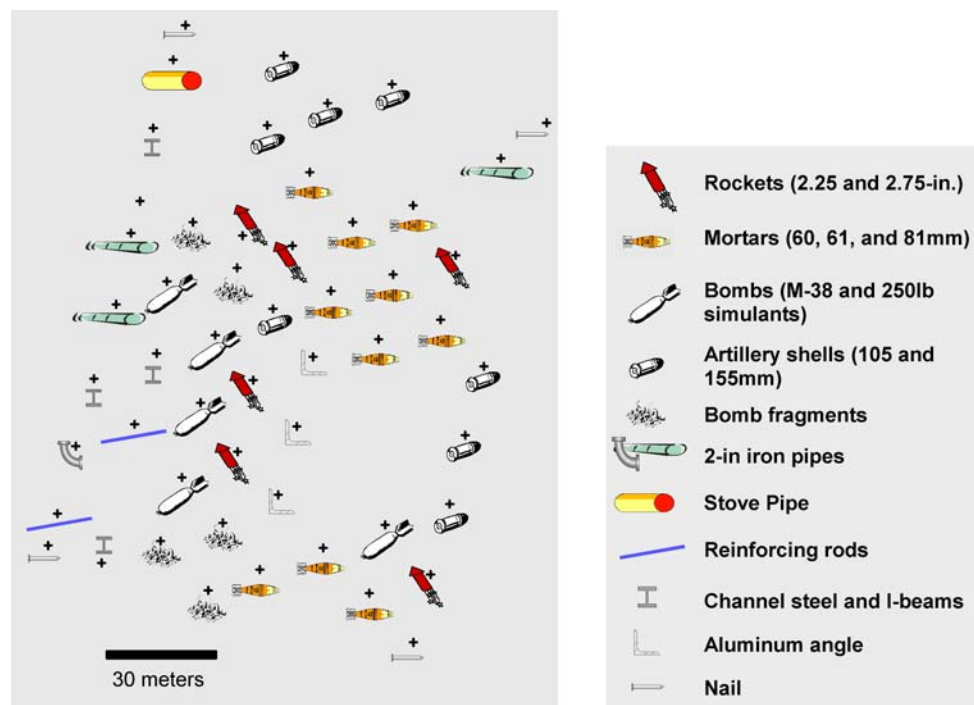 30 meters
Rockets (2.25 and 2.75-in.)
Mortars (60, 61, and 81mm)
Bombs (M-38 and 250lb
simulants)
Artillery shells (105 and
155mm)
Bomb fragments
2-in iron pipes
Stove Pipe
Reinforcing rods
Channel steel and I-beams
Aluminum angle
Nail